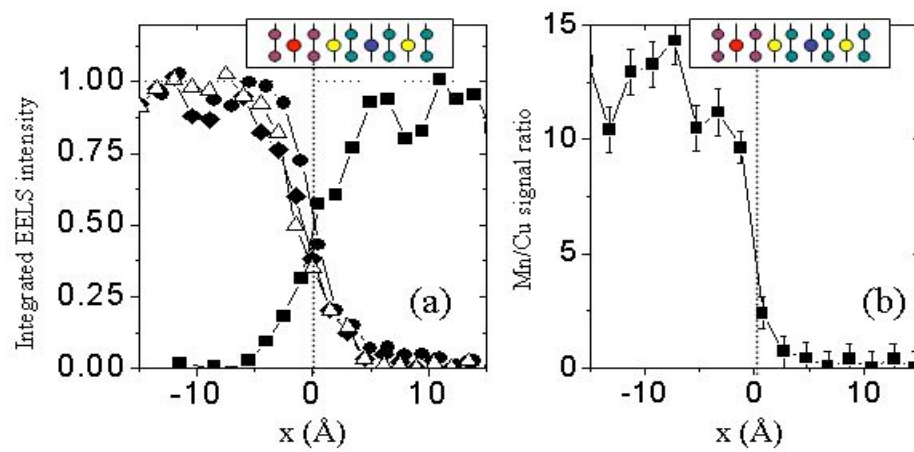 Integrated EELS intensity
1.00
0.75
0.50
0.25
0.00
(a)
-10
0
10
x (Å)
Mn/Cu signal ratio
15
10
5
0
(b)
-10
0
10
x (Å)